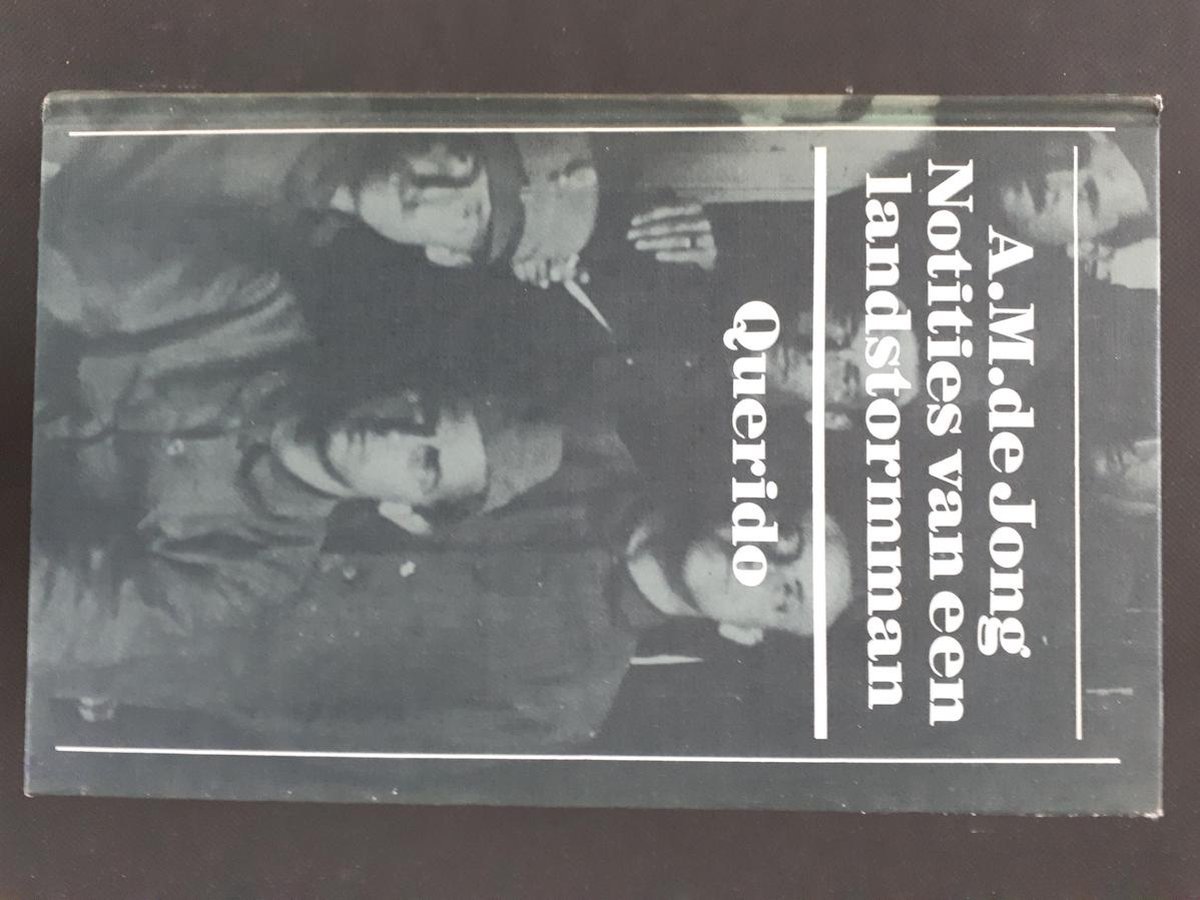 A.M. de Jong
Notities van een
landstormman
Querido